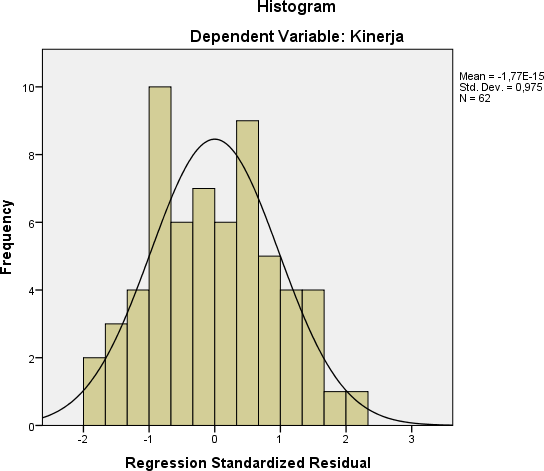 Histogram
Dependent Variable: Kinerja
Mean = -1,77E-15
Std. Dev. = 0,975
N = 62
Frequency
10
8
6
4
2
0
-2 -1 0 1 2 3
Regression Standardized Residual